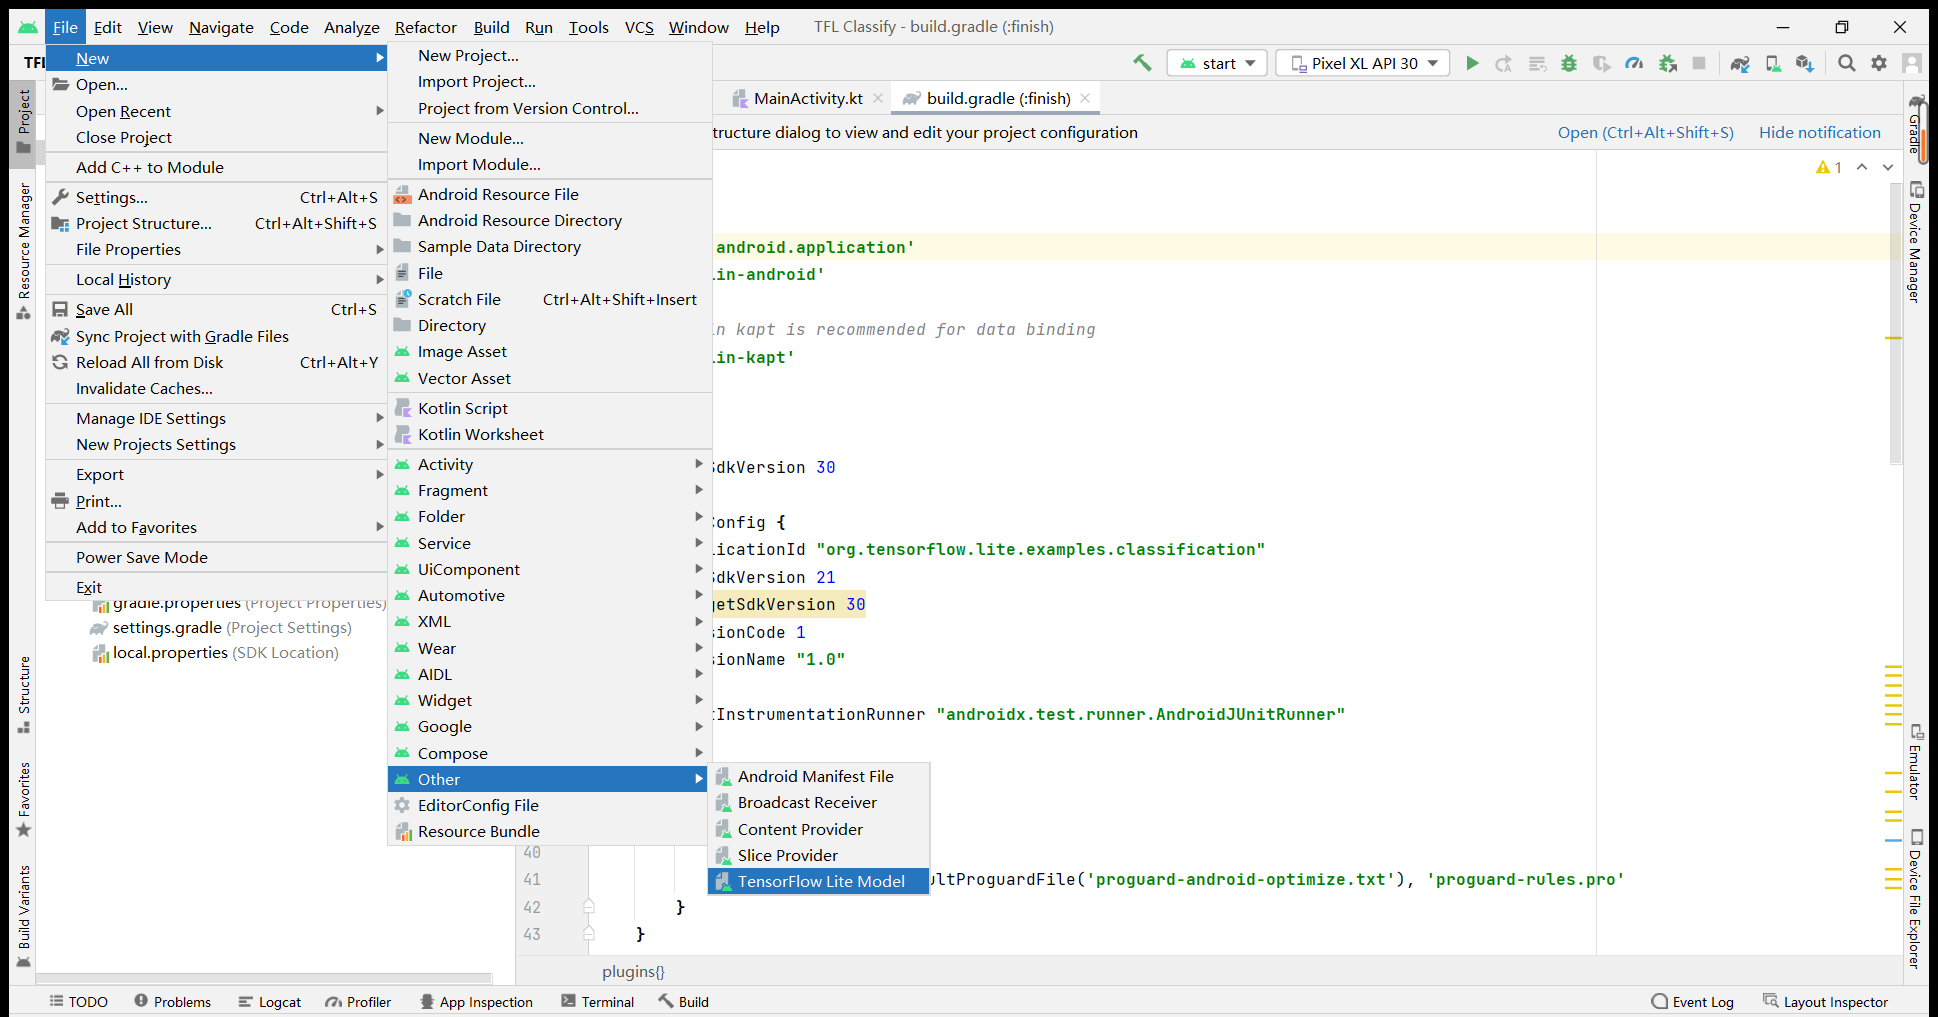 File Edit View Navigate Code Analyze Refactor Build Run Tools VCS Window Help TFL Classify - build.gradle (:finish)
TFL
start Pixel XL API 30
New
Open...
Open Recent
Close Project
Add C++ to Module
Settings... Ctrl+Alt+S
Project Structure... Ctrl+Alt+Shift+S
File Properties
Local History
Save All Ctrl+S
Sync Project with Gradle Files
Reload All from Disk Ctrl+Alt+Y
Invalidate Caches...
Manage IDE Settings
New Projects Settings
Export
Print...
Add to Favorites
Power Save Mode
Exit
gradle.properties (Project Properties)
settings.gradle (Project Settings)
local.properties (SDK Location)
New Project...
Import Project...
Project from Version Control...
New Module...
Import Module...
Android Resource File
Android Resource Directory
Sample Data Directory
File
Scratch File Ctrl+Alt+Shift+Insert
Directory
Image Asset
Vector Asset
Kotlin Script
Kotlin Worksheet
Activity
Fragment
Folder
Service
UiComponent
Automotive
XML
Wear
AIDL
Widget
Google
Compose
Other
EditorConfig File
Resource Bundle
Android Manifest File
Broadcast Receiver
Content Provider
Slice Provider
TensorFlow Lite Model
MainActivity.kt build.gradle (:finish)
tructure dialog to view and edit your project configuration Open (Ctrl+Alt+Shift+S) Hide notification
1
android.application'
in-android'
n kapt is recommended for data binding
in-kapt'
SdkVersion 30
Config {
licationId "org.tensorflow.lite.examples.classification"
SdkVersion 21
getSdkVersion 30
sionCode 1
sionName "1.0"
tInstrumentationRunner "androidx.test.runner.AndroidJUnitRunner"
40
41 ultProguardFile('proguard-android-optimize.txt'), 'proguard-rules.pro'
42 }
43 }
plugins{}
Project
Resource Manager
Structure
Favorites
Build Variants
Gradle
Device Manager
Emulator
Device File Explorer
TODO Problems Logcat Profiler App Inspection Terminal Build Event Log Layout Inspector